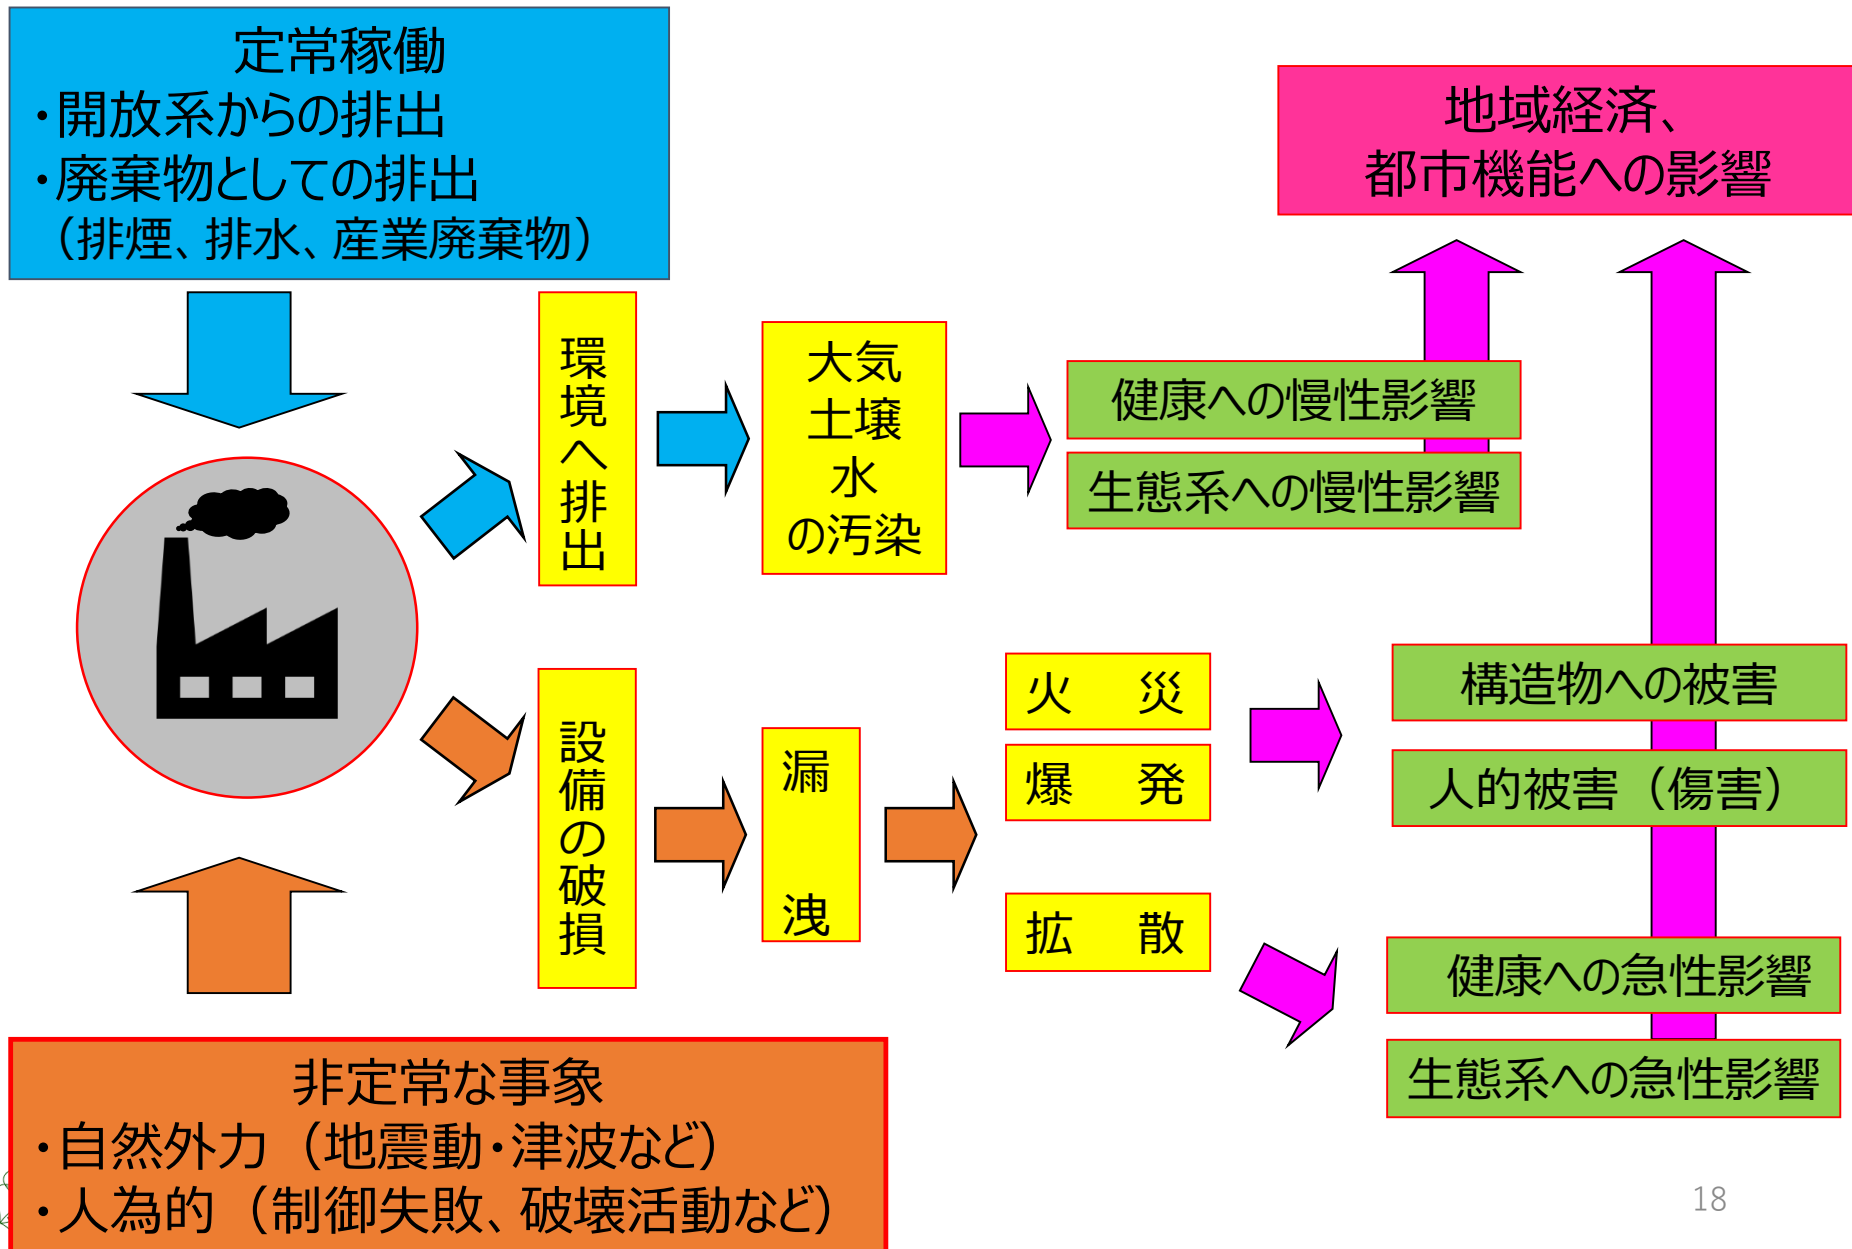 定常稼働
・開放系からの排出
・廃棄物としての排出
（排煙、排水、産業廃棄物）
地域経済、
都市機能への影響
環境へ排出
大気
土壌
水
の汚染
健康への慢性影響
生態系への慢性影響
設備の破損
漏洩
火　災
爆　発
拡　散
構造物への被害
人的被害（傷害）
健康への急性影響
生態系への急性影響
非定常な事象
・自然外力（地震動・津波など）
・人為的（制御失敗、破壊活動など）
18